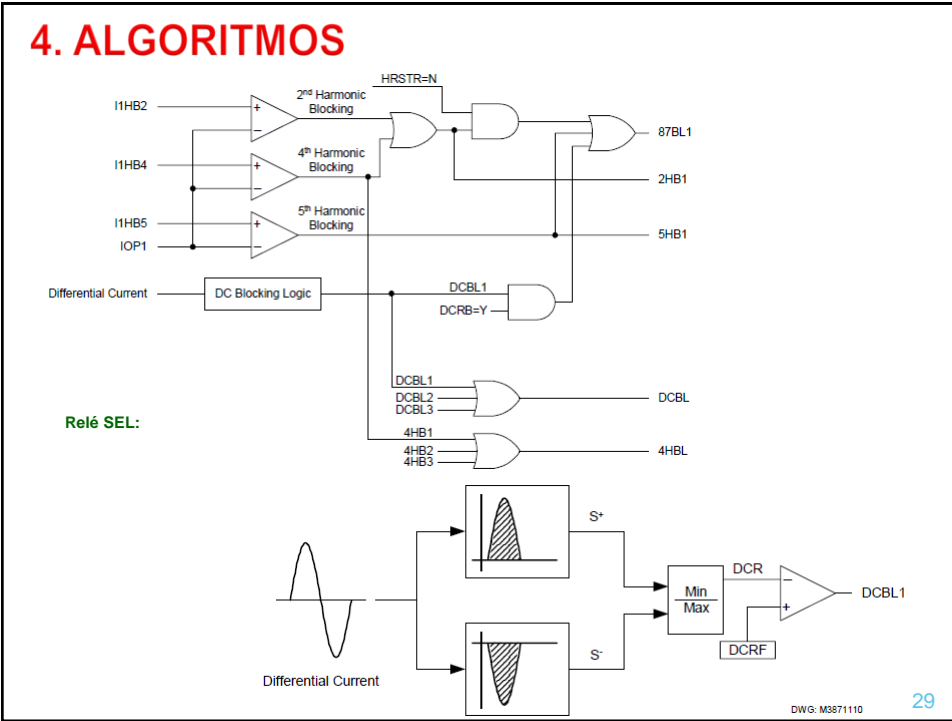 4. ALGORITMOS
HRSTR=N
I1HB2
+
−
2nd Harmonic
Blocking
87BL1
I1HB4
+
−
4th Harmonic
Blocking
2HB1
I1HB5
+
−
5th Harmonic
Blocking
5HB1
IOP1
Differential Current
DC Blocking Logic
DCBL1
DCRB=Y
DCBL1
DCBL2
DCBL3
DCBL
Relé SEL:
4HB1
4HB2
4HB3
4HBL
S+
DCR
Min
Max
−
+
DCBL1
DCRF
S-
Differential Current
DWG: M3871110
29